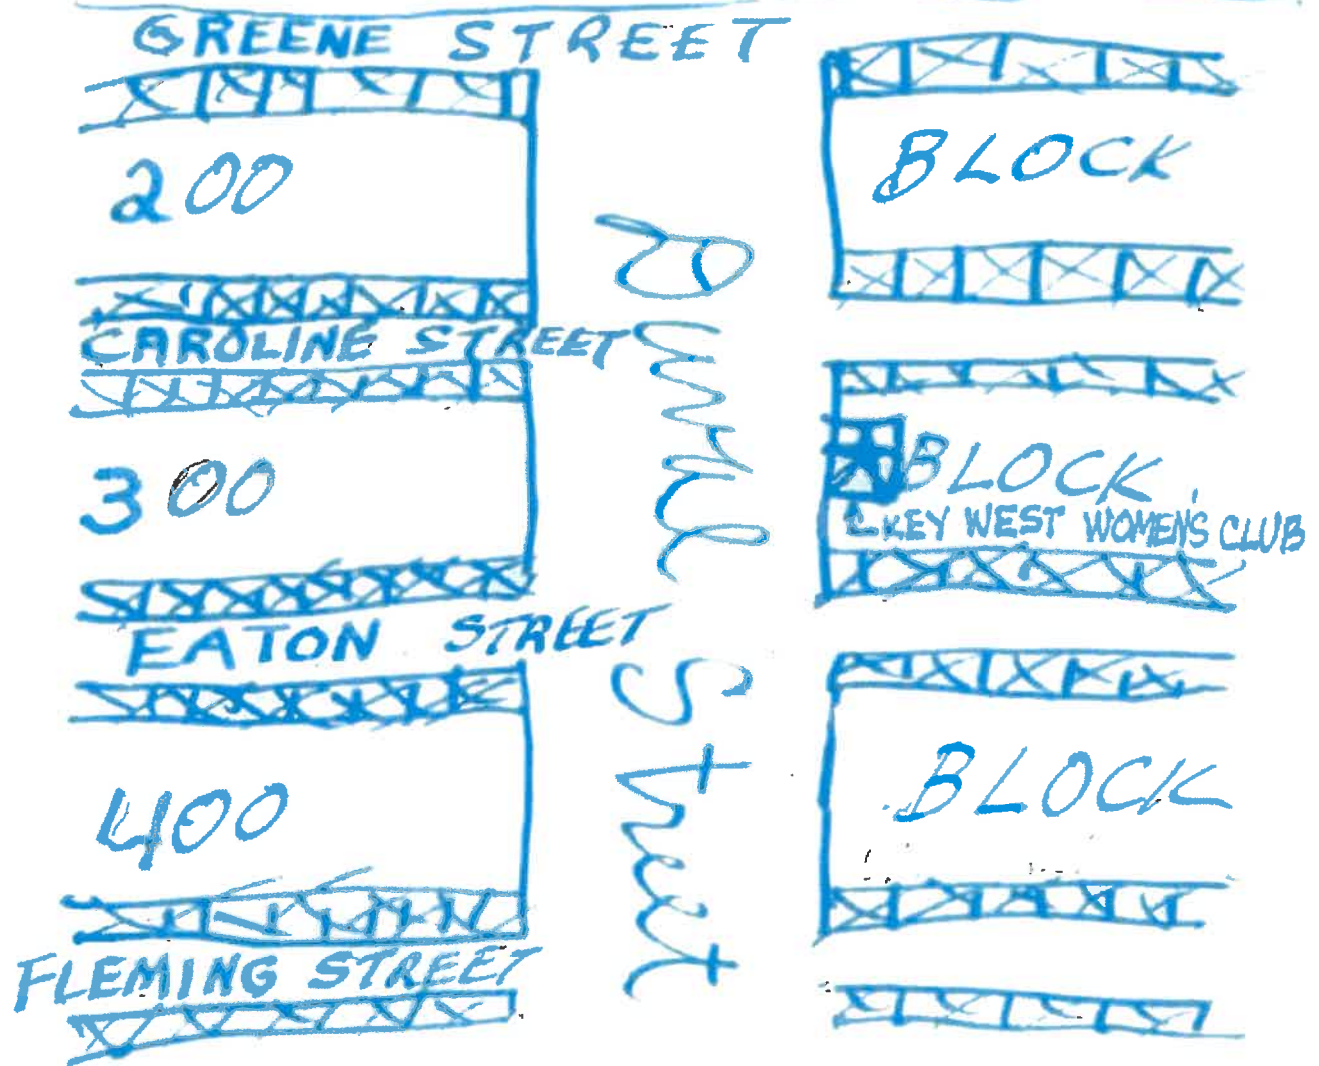 GREENE STREET
200 BLOCK
CAROLINE STREET
300 BLOCK
KEY WEST WOMEN'S CLUB
EATON STREET
400 BLOCK
FLEMING STREET
Duval Street